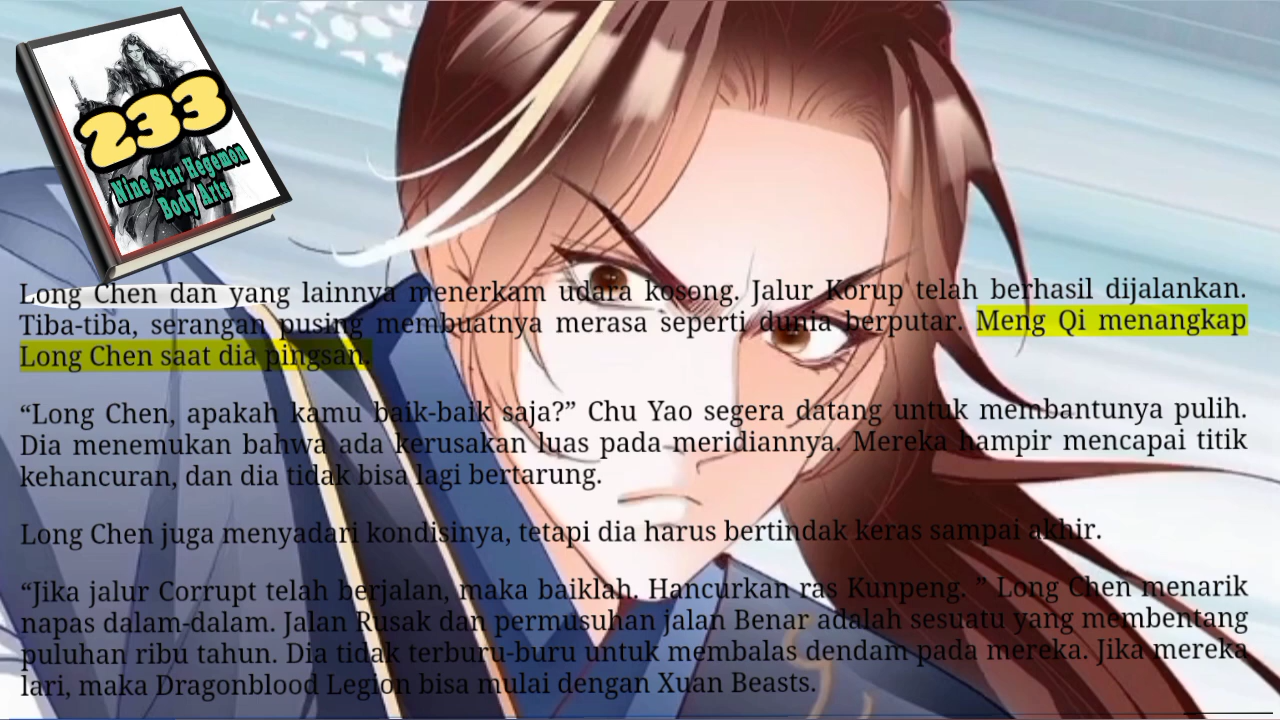 233
Nine Star Hegemon
Body Arts
Long Chen dan yang lainnya menerkam udara kosong. Jalur Korup telah berhasil dijalankan.
Tiba-tiba, serangan pusing membuatnya merasa seperti dunia berputar. Meng Qi menangkap
Long Chen saat dia pingsan.
“Long Chen, apakah kamu baik-baik saja?” Chu Yao segera datang untuk membantunya pulih.
Dia menemukan bahwa ada kerusakan luas pada meridiannya. Mereka hampir mencapai titik
kehancuran, dan dia tidak bisa lagi bertarung.
Long Chen juga menyadari kondisinya, tetapi dia harus bertindak keras sampai akhir.
“Jika jalur Corrupt telah berjalan, maka baiklah. Hancurkan ras Kunpeng. ” Long Chen menarik
napas dalam-dalam. Jalan Rusak dan permusuhan jalan Benar adalah sesuatu yang membentang
puluhan ribu tahun. Dia tidak terburu-buru untuk membalas dendam pada mereka. Jika mereka
lari, maka Dragonblood Legion bisa mulai dengan Xuan Beasts.